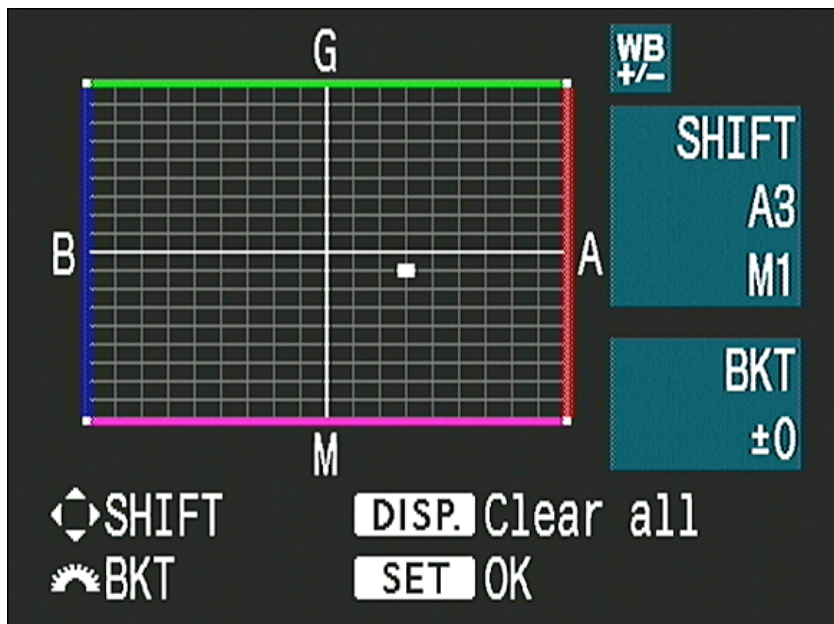 G
WB
+/-
SHIFT
A3
M1
B
A
BKT
±0
M
SHIFT
DISP. Clear all
BKT
SET OK